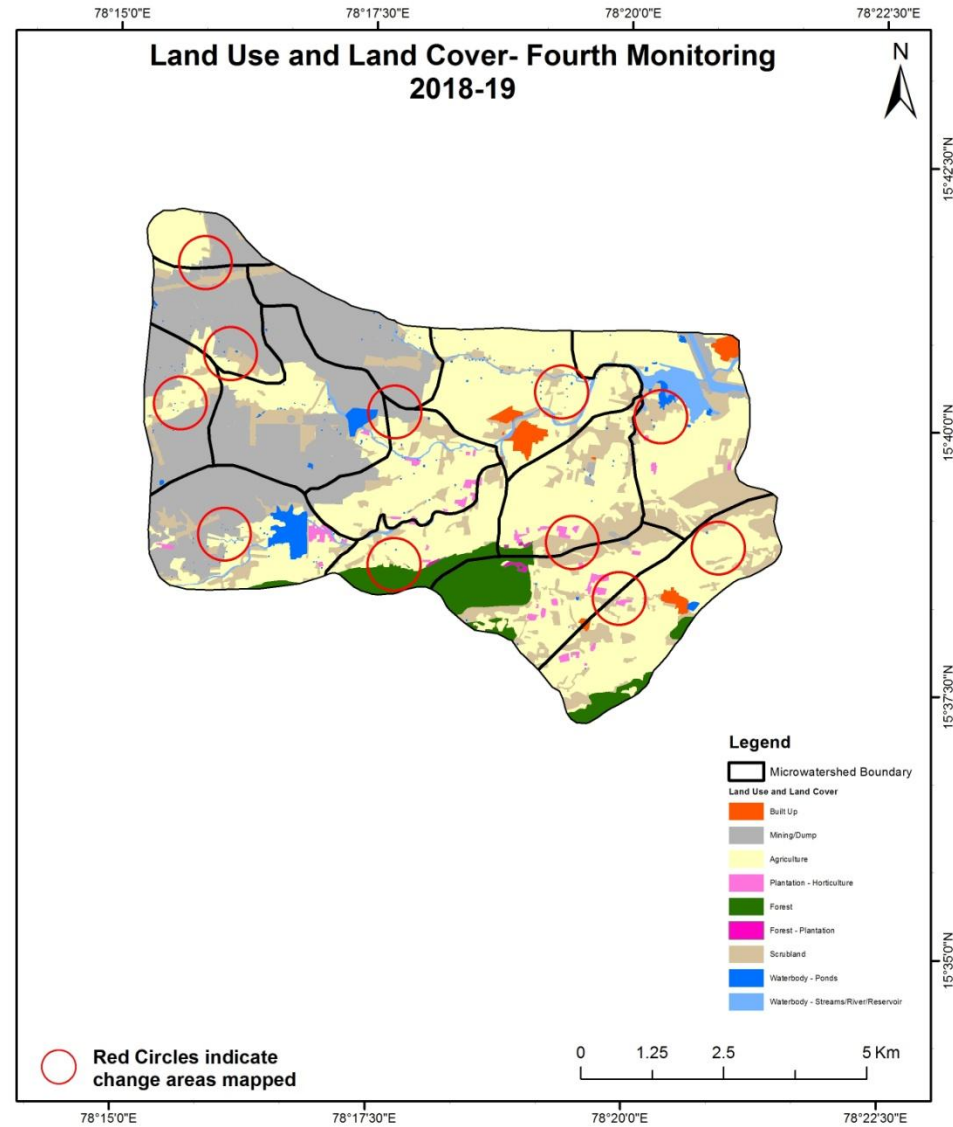 78°15'0"E 78°17'30"E 78°20'0"E 78°22'30"E
Land Use and Land Cover- Fourth Monitoring
2018-19
N
15°42'30"N
15°40'0"N
15°37'30"N
15°35'0"N
Legend
Microwatershed Boundary
Land Use and Land Cover
Built Up
Mining/Dump
Agriculture
Plantation - Horticulture
Forest
Forest - Plantation
Scrubland
Waterbody - Ponds
Waterbody - Streams/River/Reservoir
Red Circles indicate
change areas mapped
0 1.25 2.5 5 Km
78°15'0"E 78°17'30"E 78°20'0"E 78°22'30"E